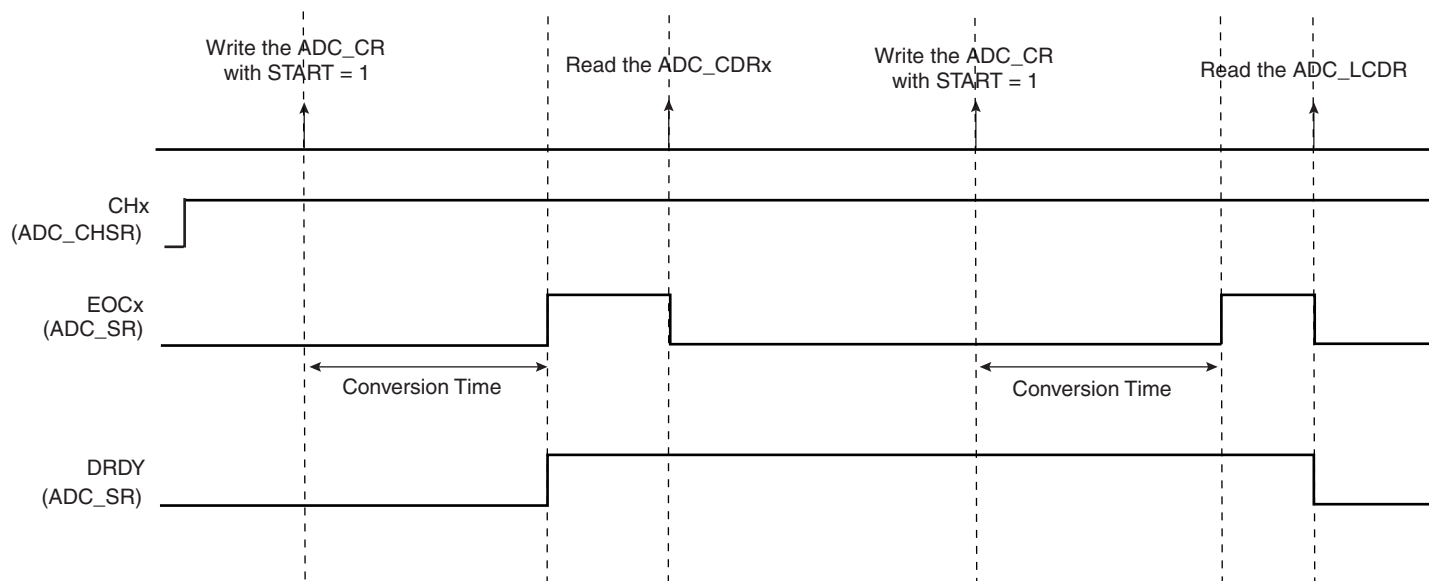 Write the ADC_CR
with START = 1
Read the ADC_CDRx
Write the ADC_CR
with START = 1
Read the ADC_LCDR
CHx
(ADC_CHSR)
EOCx
(ADC_SR)
Conversion Time
Conversion Time
DRDY
(ADC_SR)